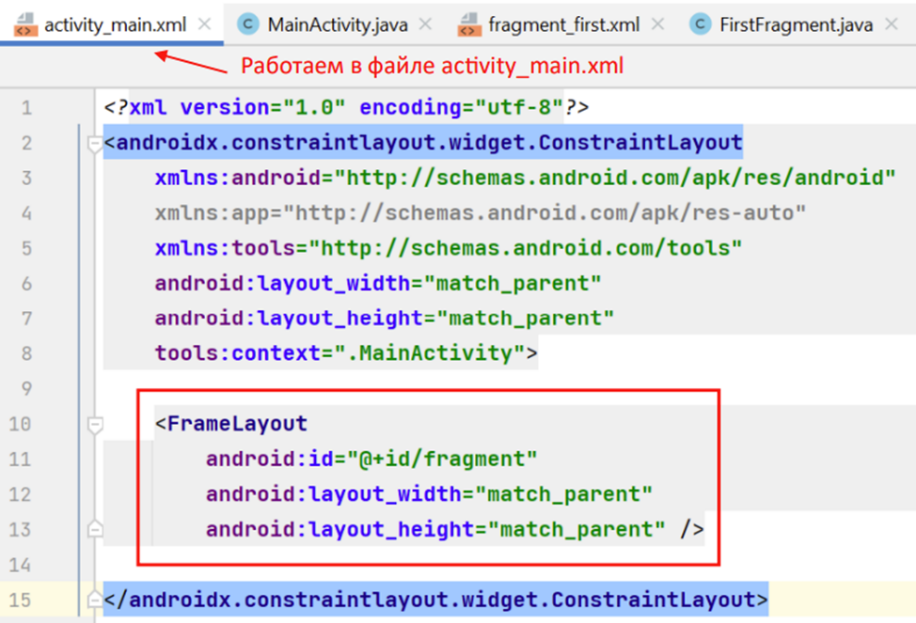 activity_main.xml MainActivity.java fragment_first.xml FirstFragment.java
Работаем в файле activity_main.xml
1 <?xml version="1.0" encoding="utf-8"?>
2 <androidx.constraintlayout.widget.ConstraintLayout
3 xmlns:android="http://schemas.android.com/apk/res/android"
4 xmlns:app="http://schemas.android.com/apk/res-auto"
5 xmlns:tools="http://schemas.android.com/tools"
6 android:layout_width="match_parent"
7 android:layout_height="match_parent"
8 tools:context=".MainActivity">
9
10 <FrameLayout
11 android:id="@+id/fragment"
12 android:layout_width="match_parent"
13 android:layout_height="match_parent" />
14
15 </androidx.constraintlayout.widget.ConstraintLayout>